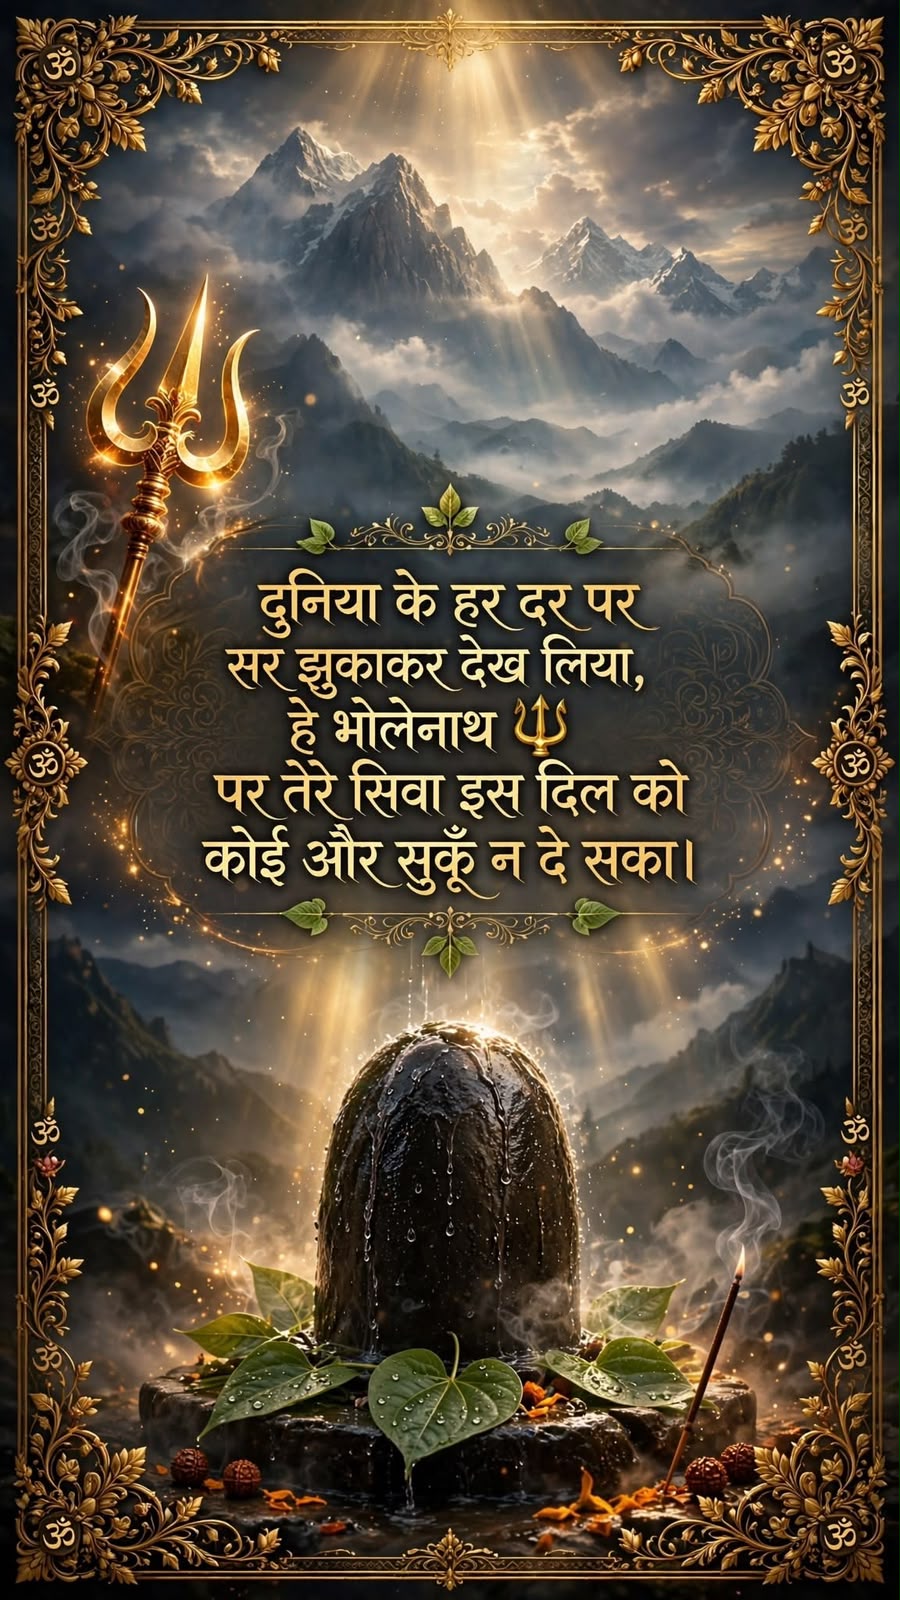 दुनिया के हर दर पर
सर झुकाकर देख लिया,
हे भोलेनाथ 🔱
पर तेरे सिवा इस दिल को
कोई और सुकूँ न दे सका।